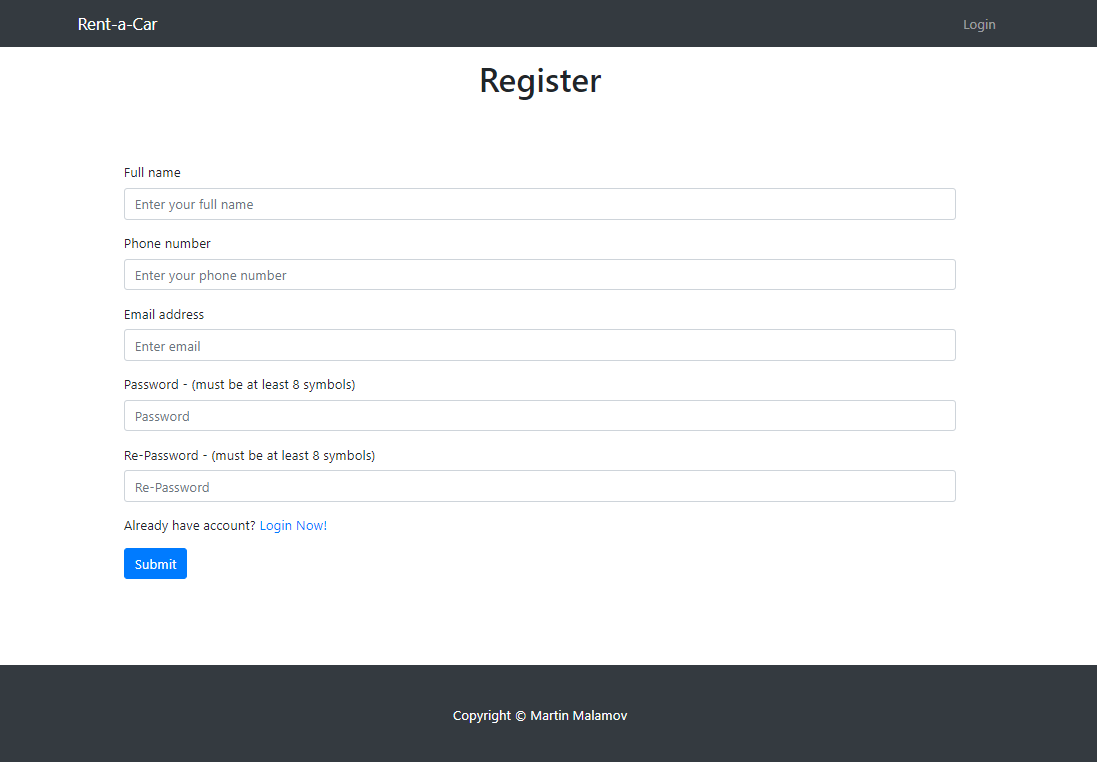 Rent-a-Car Login
Register
Full name
Enter your full name
Phone number
Enter your phone number
Email address
Enter email
Password - (must be at least 8 symbols)
Password
Re-Password - (must be at least 8 symbols)
Re-Password
Already have account? Login Now!
Submit
Copyright © Martin Malamov